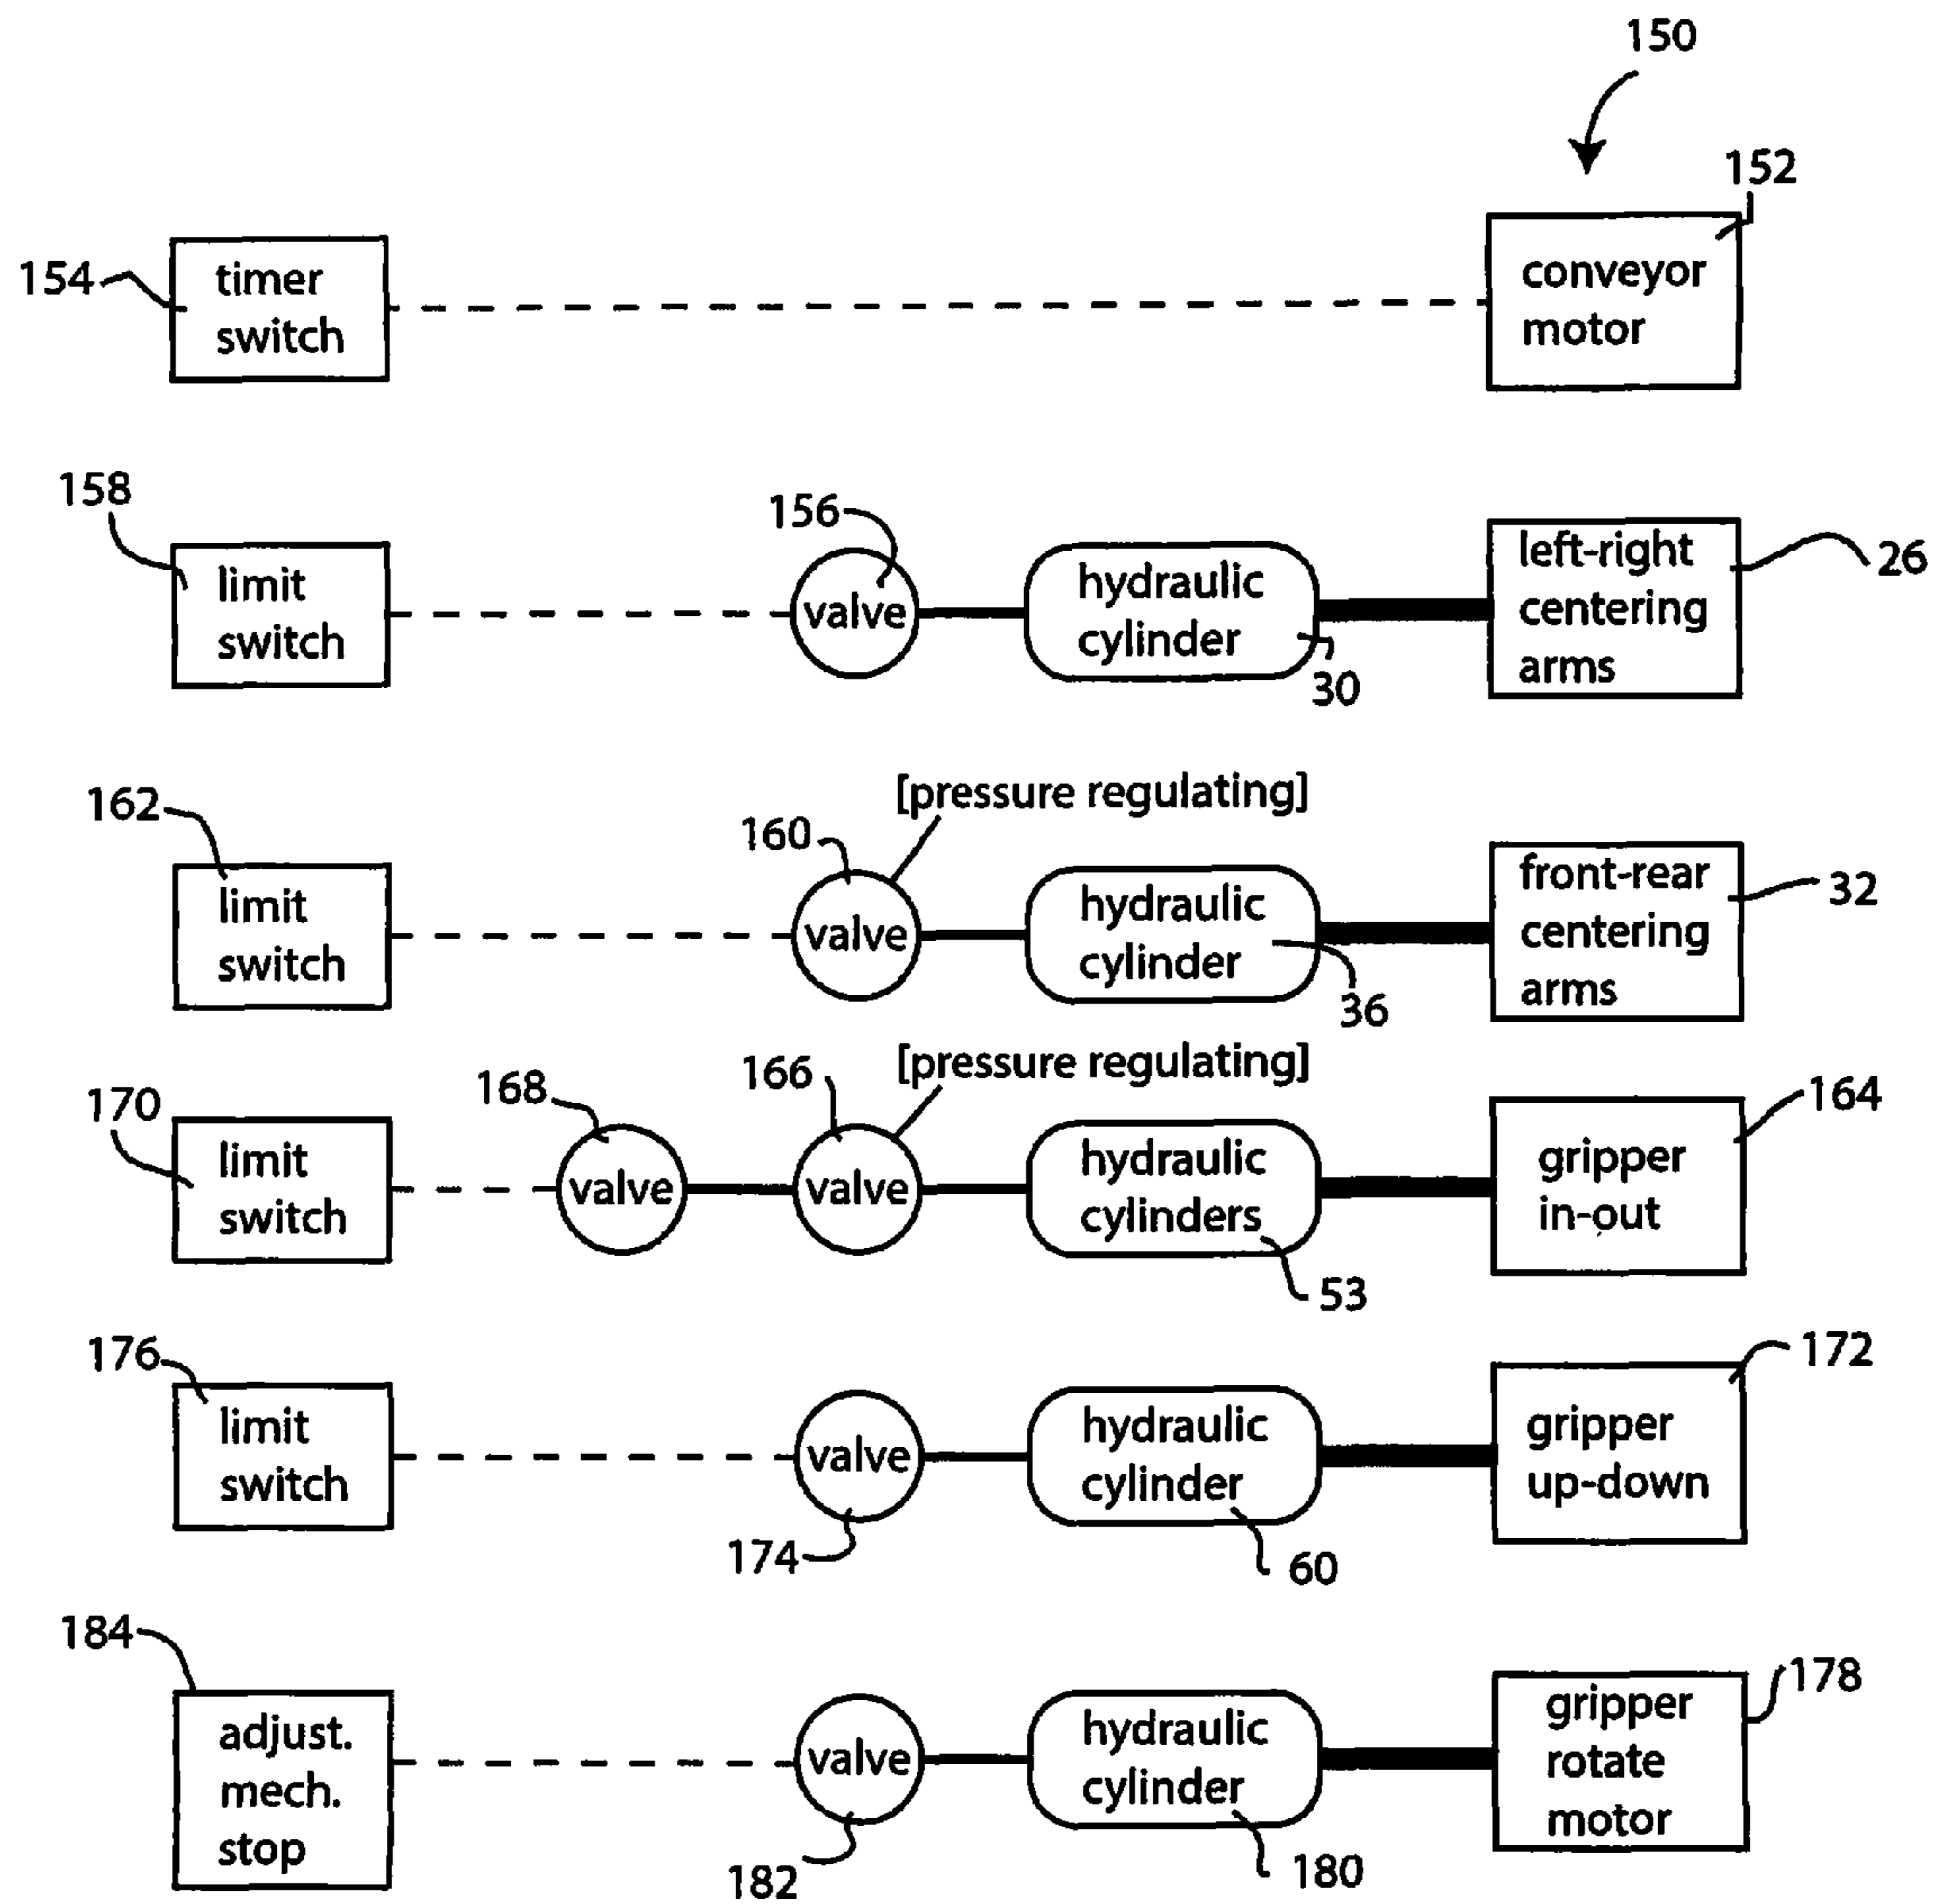 150
152
154
timer
switch
conveyor
motor
158
156
limit
switch
valve
hydraulic
cylinder
30
left-right
centering
arms
26
[pressure regulating]
162
160
limit
switch
valve
hydraulic
cylinder
36
front-rear
centering
arms
32
[pressure regulating]
170
168
166
164
limit
switch
valve
valve
hydraulic
cylinders
53
gripper
in-out
176
172
limit
switch
valve
174
hydraulic
cylinder
60
gripper
up-down
184
178
adjust.
mech.
stop
valve
182
hydraulic
cylinder
180
gripper
rotate
motor